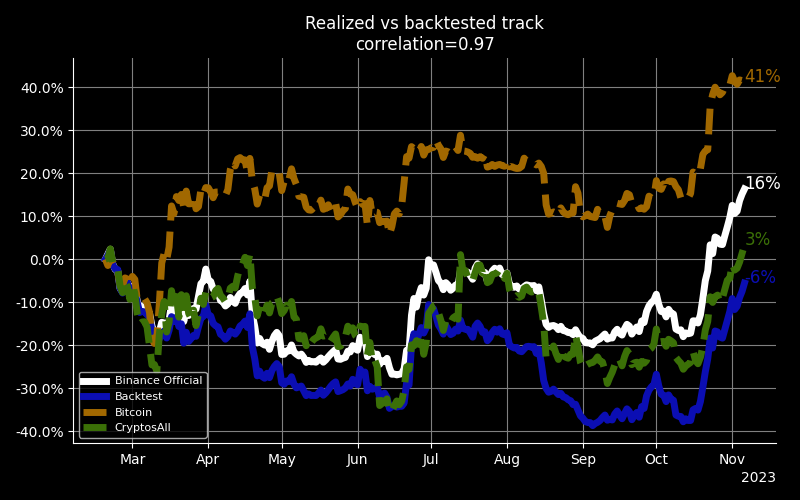 Realized vs backtested track
correlation=0.97
40.0%
30.0%
20.0%
10.0%
0.0%
-10.0%
-20.0%
-30.0%
-40.0%
41%
16%
3%
-6%
Binance Official
Backtest
Bitcoin
CryptosAll
Mar Apr May Jun Jul Aug Sep Oct Nov
2023